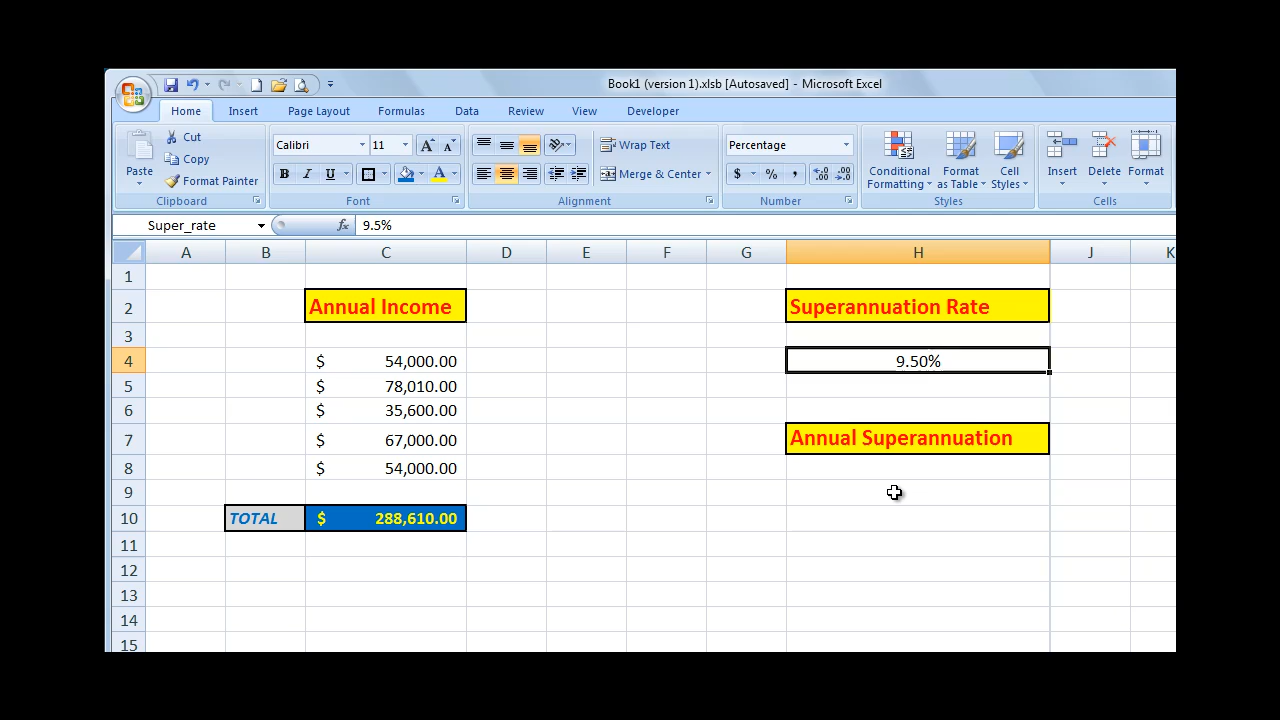 Book1 (version 1).xlsb [Autosaved] - Microsoft Excel
Home Insert Page Layout Formulas Data Review View Developer
Paste
Cut
Copy
Format Painter
Clipboard
Calibri 11 A A
B I U A
Font
Wrap Text
Merge & Center
Alignment
Percentage
$ % , .00 .00
Number
Conditional Formatting
Format as Table
Cell Styles
Styles
Insert Delete Format
Cells
Super_rate fx 9.5%
A B C D E F G H J K
1
2 Annual Income Superannuation Rate
3
4 $ 54,000.00 9.50%
5 $ 78,010.00
6 $ 35,600.00
7 $ 67,000.00 Annual Superannuation
8 $ 54,000.00
9
10 TOTAL $ 288,610.00
11
12
13
14
15